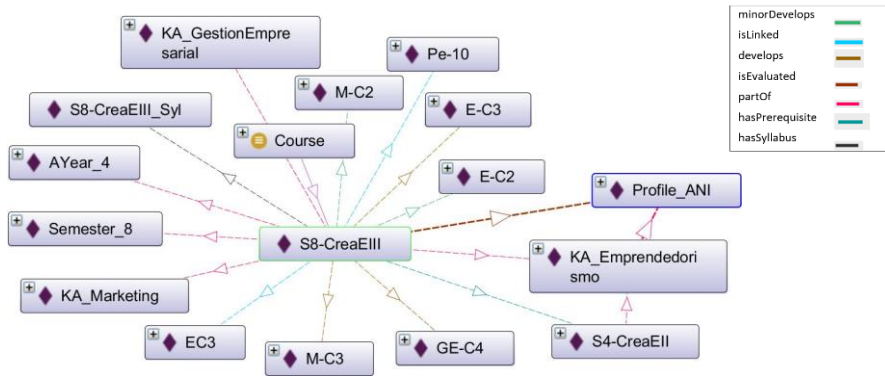 KA_GestionEmpre
sarial
Pe-10
M-C2
S8-CreaEIII_Syl
E-C3
Course
AYear_4
E-C2
Profile_ANI
Semester_8
S8-CreaEIII
KA_Emprendedori
smo
KA_Marketing
EC3
M-C3
GE-C4
S4-CreaEII
minorDevelops
isLinked
develops
isEvaluated
partOf
hasPrerequisite
hasSyllabus